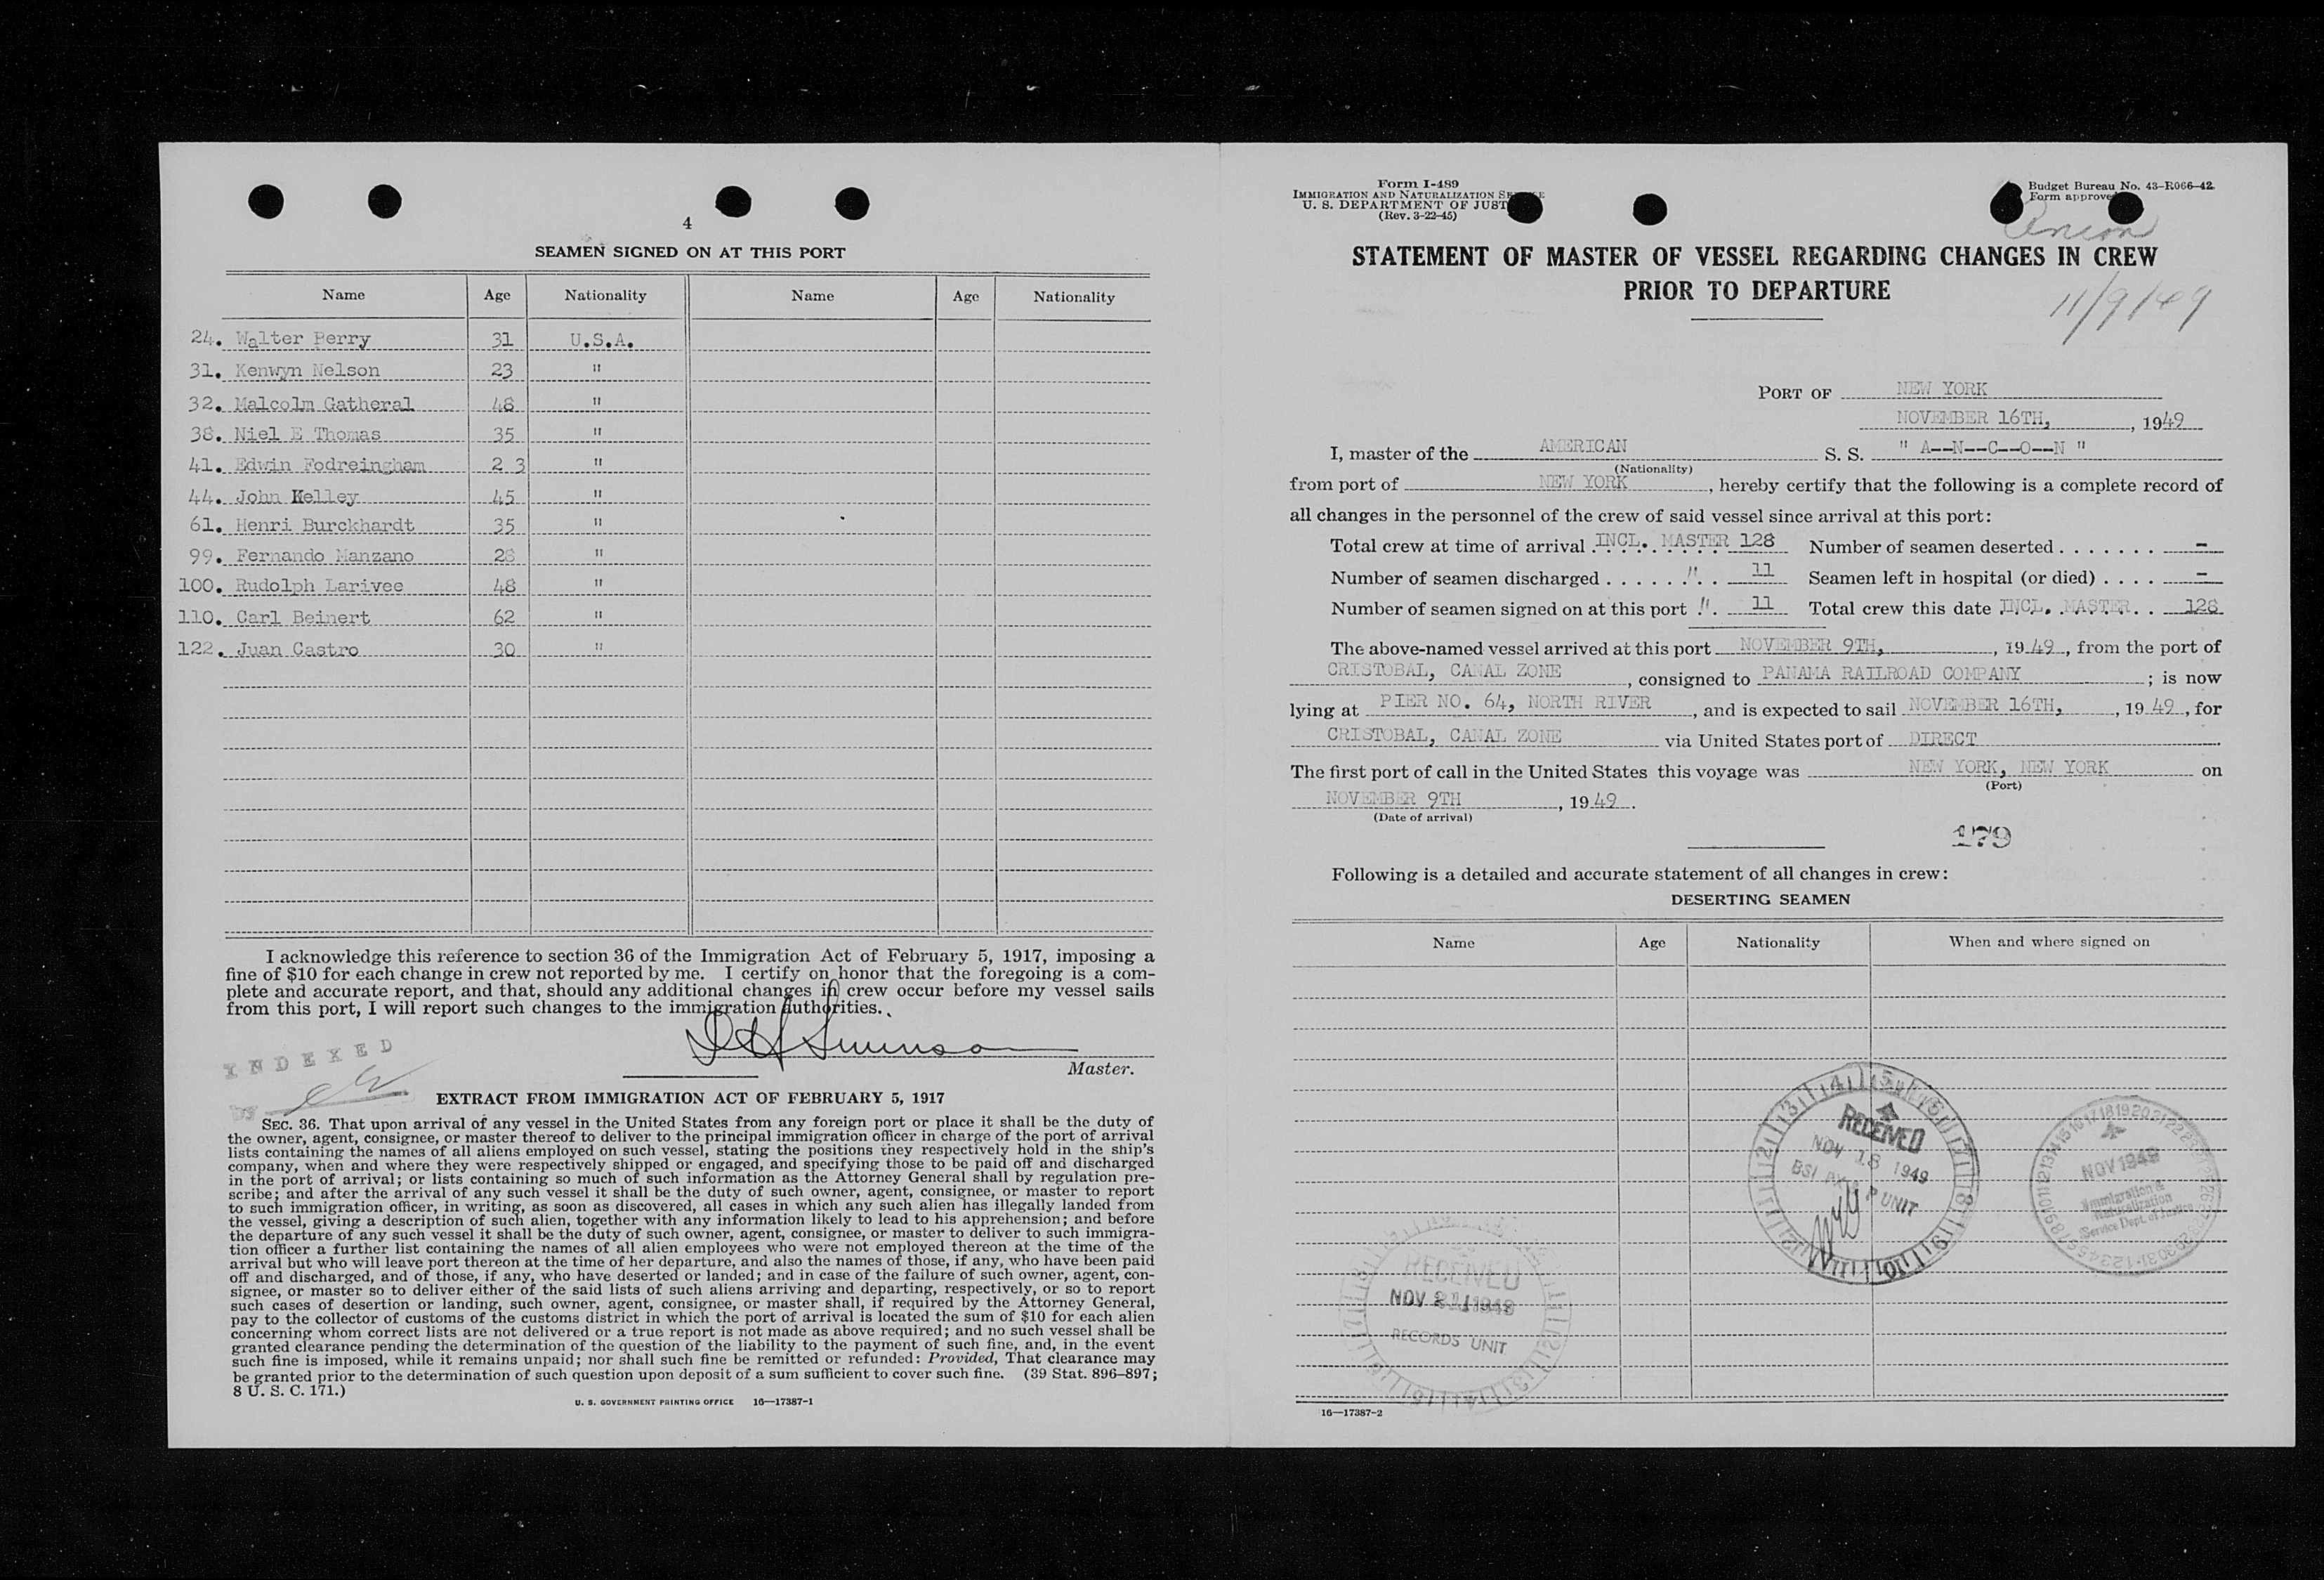 4
SEAMEN SIGNED ON AT THIS PORT
Name Age Nationality Name Age Nationality
24. Walter Perry 31 U.S.A.
31. Kenwyn Nelson 23 "
32. Malcolm Gatheral 48 "
38. Niel E Thomas 35 "
41. Edwin Fodreingham 2 3 "
44. John Kelley 45 "
61. Henri Burckhardt 35 "
99. Fernando Manzano 28 "
100. Rudolph Larivee 48 "
110. Carl Beinert 62 "
122. Juan Castro 30 "
I acknowledge this reference to section 36 of the Immigration Act of February 5, 1917, imposing a
fine of $10 for each change in crew not reported by me. I certify on honor that the foregoing is a com-
plete and accurate report, and that, should any additional changes in crew occur before my vessel sails
from this port, I will report such changes to the immigration authorities.
Master.
INDEXED
by
EXTRACT FROM IMMIGRATION ACT OF FEBRUARY 5, 1917
SEC. 36. That upon arrival of any vessel in the United States from any foreign port or place it shall be the duty of
the owner, agent, consignee, or master thereof to deliver to the principal immigration officer in charge of the port of arrival
lists containing the names of all aliens employed on such vessel, stating the positions they respectively hold in the ship's
company, when and where they were respectively shipped or engaged, and specifying those to be paid off and discharged
in the port of arrival; or lists containing so much of such information as the Attorney General shall by regulation pre-
scribe; and after the arrival of any such vessel it shall be the duty of such owner, agent, consignee, or master to report
to such immigration officer, in writing, as soon as discovered, all cases in which any such alien has illegally landed from
the vessel, giving a description of such alien, together with any information likely to lead to his apprehension; and before
the departure of any such vessel it shall be the duty of such owner, agent, consignee, or master to deliver to such immigra-
tion officer a further list containing the names of all alien employees who were not employed thereon at the time of the
arrival but who will leave port thereon at the time of her departure, and also the names of those, if any, who have been paid
off and discharged, and of those, if any, who have deserted or landed; and in case of the failure of such owner, agent, con-
signee, or master so to deliver either of the said lists of such aliens arriving and departing, respectively, or so to report
such cases of desertion or landing, such owner, agent, consignee, or master shall, if required by the Attorney General,
pay to the collector of customs of the customs district in which the port of arrival is located the sum of $10 for each alien
concerning whom correct lists are not delivered or a true report is not made as above required; and no such vessel shall be
granted clearance pending the determination of the question of the liability to the payment of such fine, and, in the event
such fine is imposed, while it remains unpaid; nor shall such fine be remitted or refunded: Provided, That clearance may
be granted prior to the determination of such question upon deposit of a sum sufficient to cover such fine. (39 Stat. 896–897;
8 U. S. C. 171.)
U. S. GOVERNMENT PRINTING OFFICE 16—17387-1
Form I-489
IMMIGRATION AND NATURALIZATION
U. S. DEPARTMENT OF JUST
(Rev. 3-22-45)
Budget Bureau No. 43-R066-42.
Form approve
Ancon
STATEMENT OF MASTER OF VESSEL REGARDING CHANGES IN CREW
PRIOR TO DEPARTURE
11/9/49
PORT OF NEW YORK
NOVEMBER 16TH, , 1949
I, master of the AMERICAN S. S. " A--N--C--O--N "
(Nationality)
from port of NEW YORK , hereby certify that the following is a complete record of
all changes in the personnel of the crew of said vessel since arrival at this port:
Total crew at time of arrival INCL. MASTER 128 Number of seamen deserted . . . . . . . -
Number of seamen discharged . . . . . . " . . 11 Seamen left in hospital (or died) . . . . -
Number of seamen signed on at this port " . 11 Total crew this date INCL. MASTER . . 128
The above-named vessel arrived at this port NOVEMBER 9TH, , 1949, from the port of
CRISTOBAL, CANAL ZONE , consigned to PANAMA RAILROAD COMPANY ; is now
lying at PIER NO. 64, NORTH RIVER , and is expected to sail NOVEMBER 16TH, , 1949, for
CRISTOBAL, CANAL ZONE via United States port of DIRECT
The first port of call in the United States this voyage was NEW YORK, NEW YORK on
(Port)
NOVEMBER 9TH , 1949 .
(Date of arrival)
179
Following is a detailed and accurate statement of all changes in crew:
DESERTING SEAMEN
Name Age Nationality When and where signed on
RECEIVED
NOV 18 1949
BSI UNIT
NOV 1949
Immigration &
Naturalization
Service Dept. of Justice
RECEIVED
NOV
RECORDS UNIT
16—17387-2